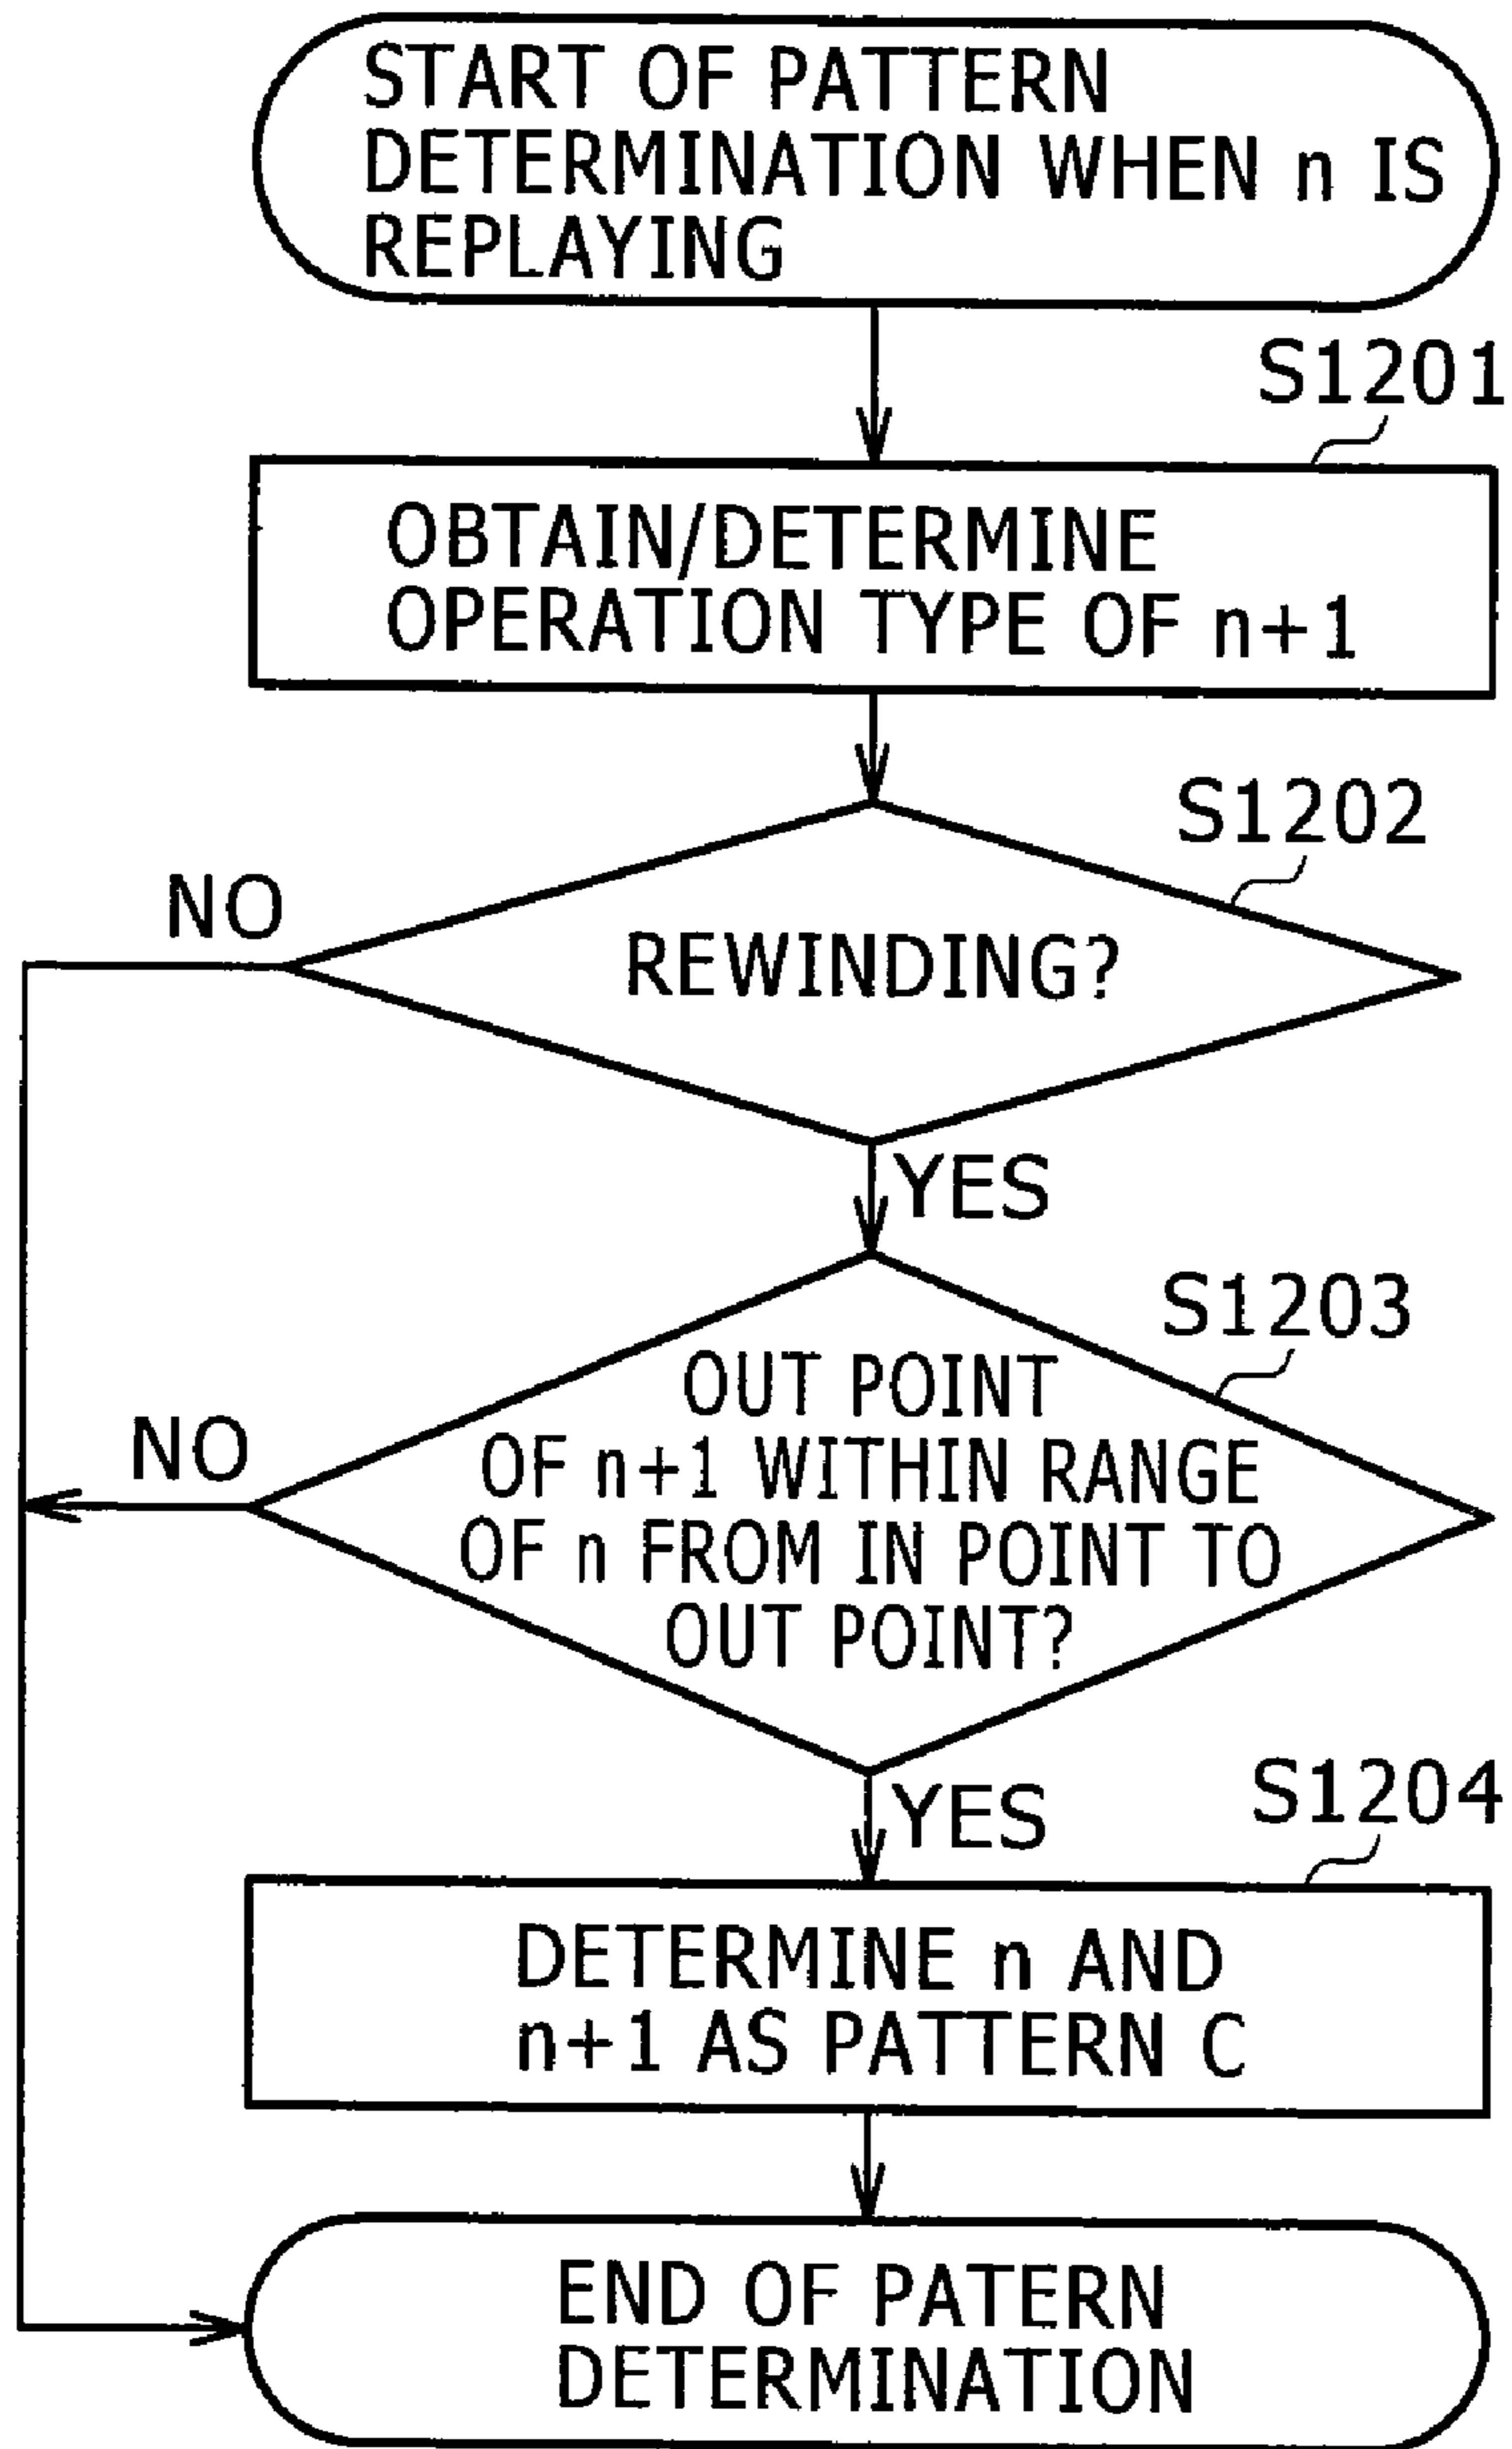 START OF PATTERN
DETERMINATION WHEN n IS
REPLAYING
S1201
OBTAIN/DETERMINE
OPERATION TYPE OF n+1
S1202
NO
REWINDING?
YES
S1203
OUT POINT
NO
OF n+1 WITHIN RANGE
OF n FROM IN POINT TO
OUT POINT?
YES
S1204
DETERMINE n AND
n+1 AS PATTERN C
END OF PATERN
DETERMINATION